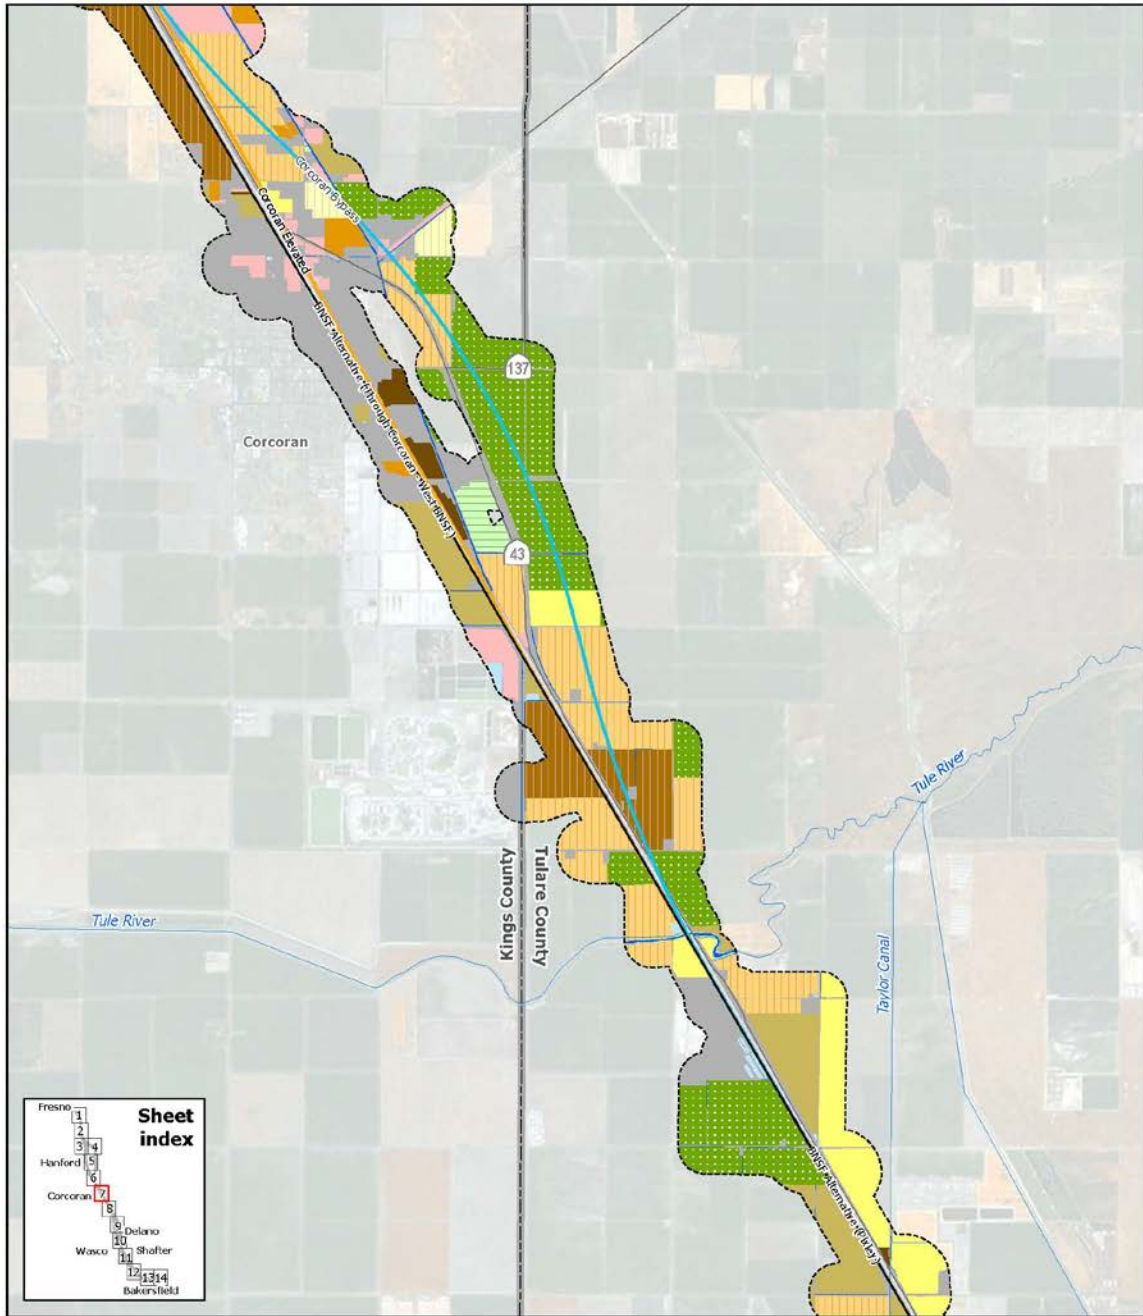 Corcoran Bypass
Corcoran Elevated
BNSF Alternative (Through Corcoran - West BNSF)
137
Corcoran
43
Tule River
Kings County
Tulare County
Tule River
Taylor Canal
BNSF Alternative (Pixley)
Sheet
index
Fresno
1
2
3 4
Hanford 5
6
Corcoran 7
8
9
Delano
10
Wasco Shafter
11
12
13 14
Bakersfield